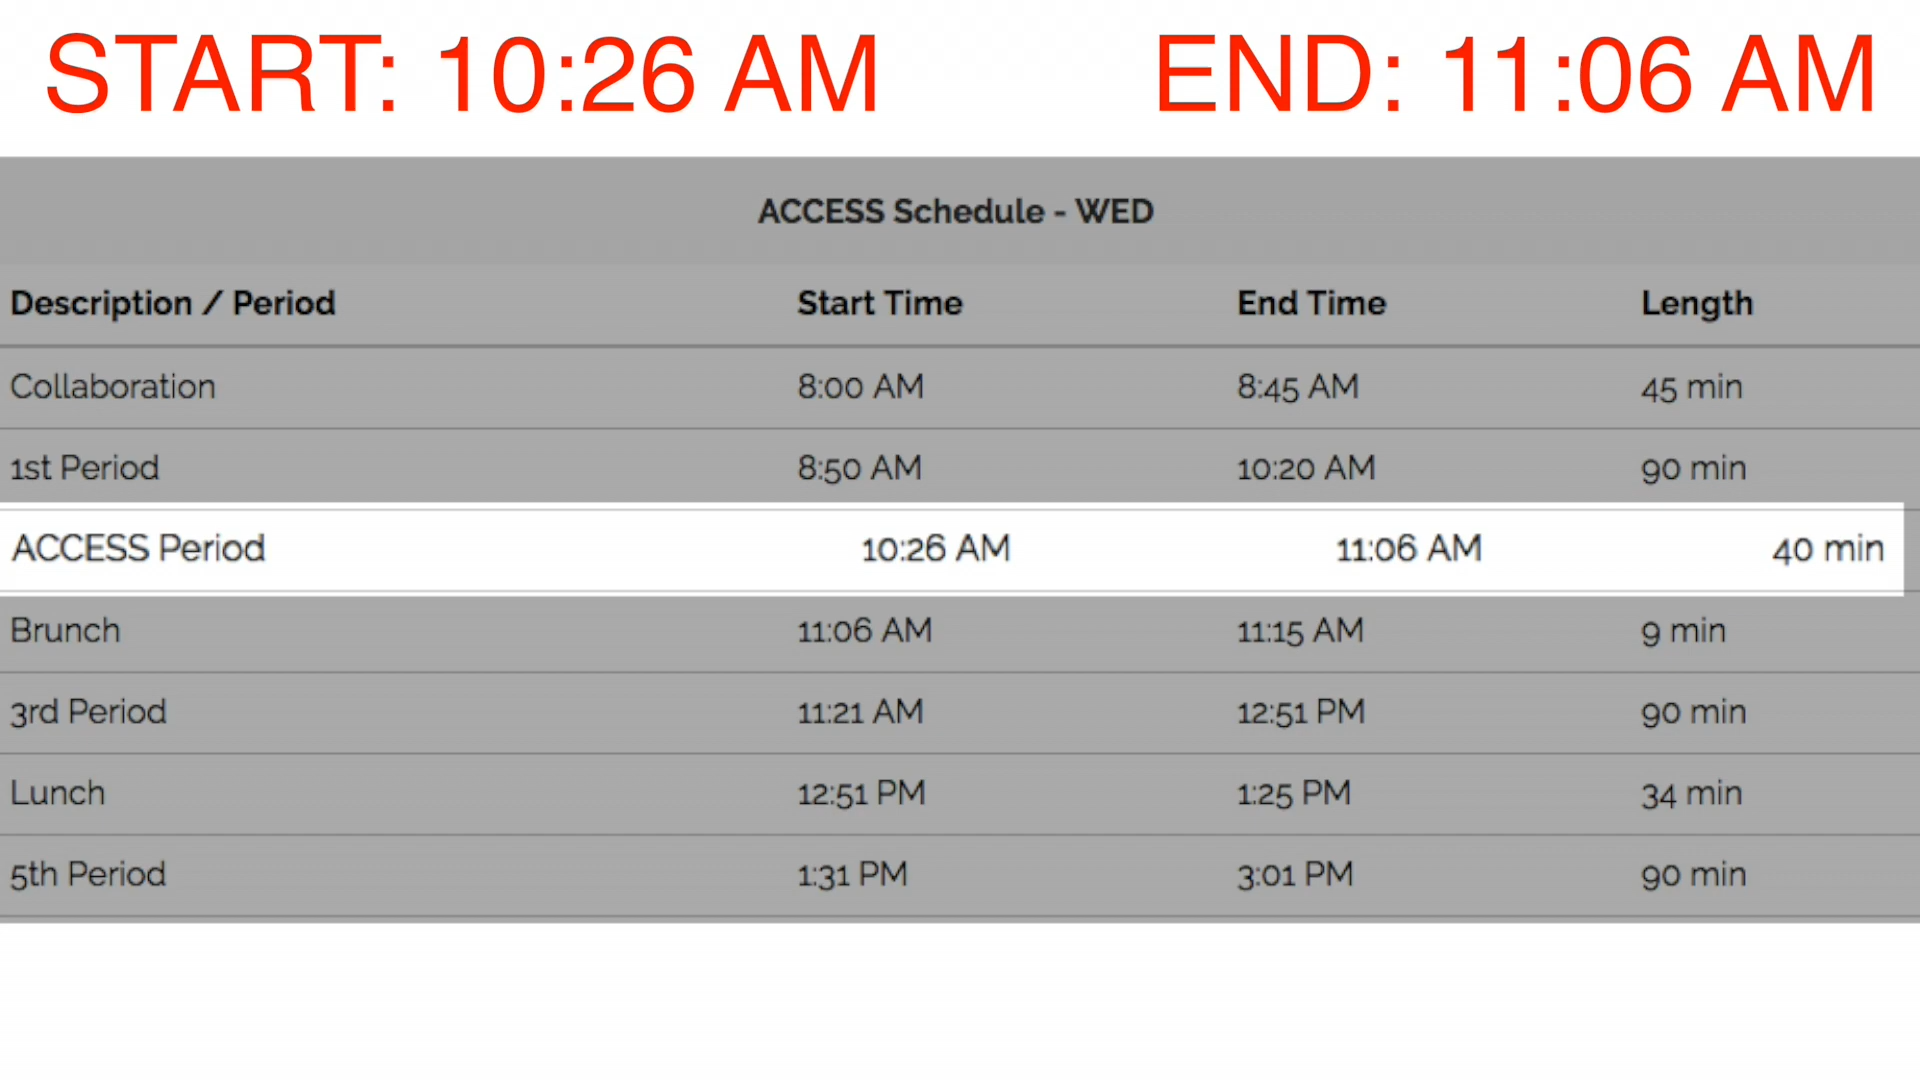 START: 10:26 AM END: 11:06 AM
ACCESS Schedule - WED
Description / Period Start Time End Time Length
Collaboration 8:00 AM 8:45 AM 45 min
1st Period 8:50 AM 10:20 AM 90 min
ACCESS Period 10:26 AM 11:06 AM 40 min
Brunch 11:06 AM 11:15 AM 9 min
3rd Period 11:21 AM 12:51 PM 90 min
Lunch 12:51 PM 1:25 PM 34 min
5th Period 1:31 PM 3:01 PM 90 min